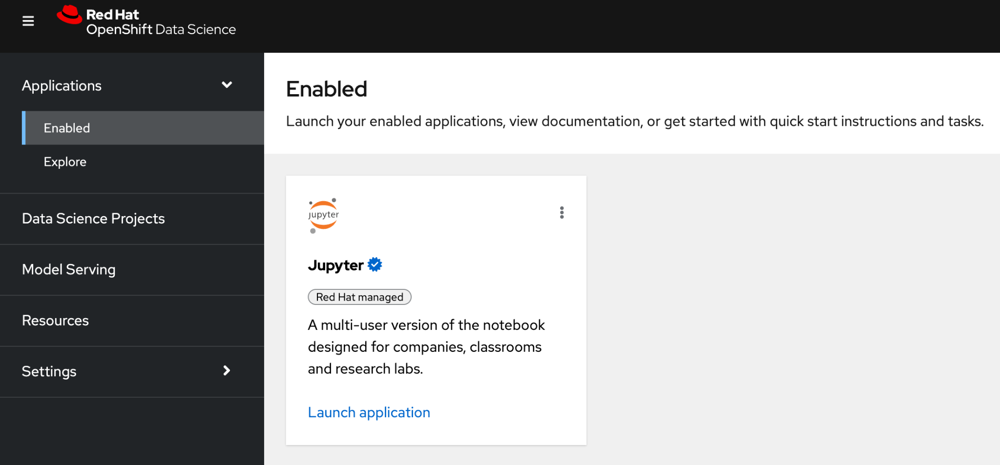 Red Hat
OpenShift Data Science
Applications
Enabled
Explore
Data Science Projects
Model Serving
Resources
Settings
Enabled
Launch your enabled applications, view documentation, or get started with quick start instructions and tasks.
jupyter
Jupyter
Red Hat managed
A multi-user version of the notebook
designed for companies, classrooms
and research labs.
Launch application